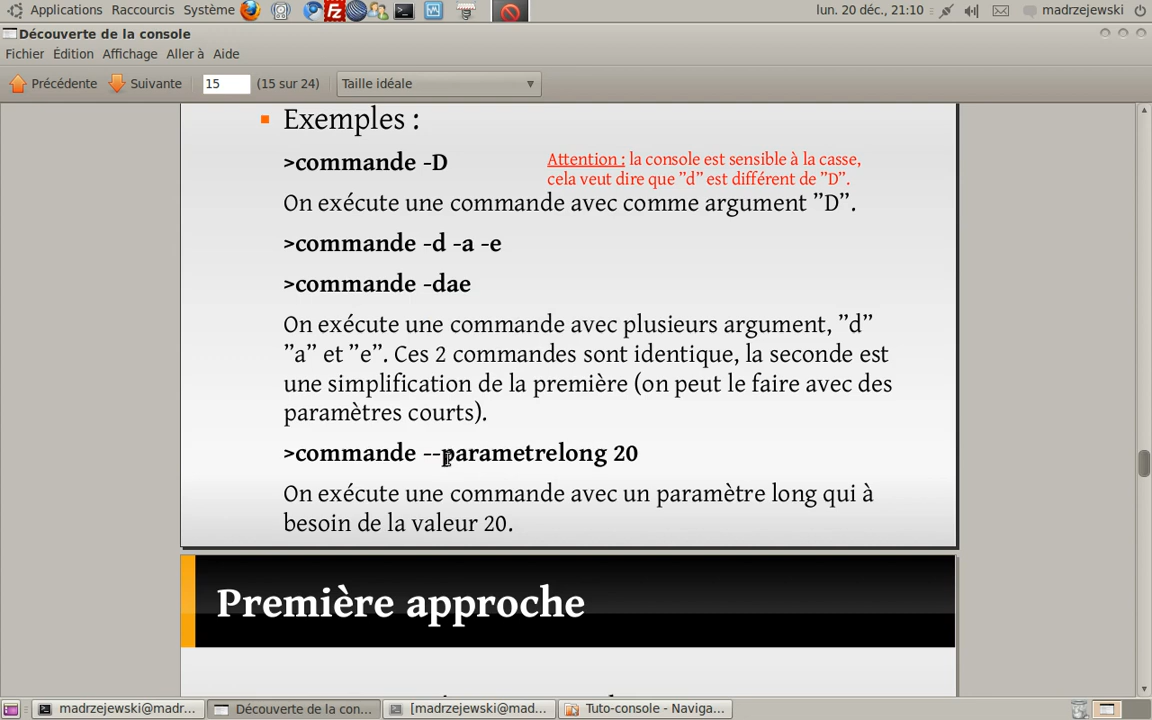 Applications Raccourcis Système lun. 20 déc., 21:10 madrzejewski
Découverte de la console
Fichier Édition Affichage Aller à Aide
Précédente Suivante 15 (15 sur 24) Taille idéale
Exemples :
>commande -D
Attention : la console est sensible à la casse,
cela veut dire que ”d” est différent de ”D”.
On exécute une commande avec comme argument ”D”.
>commande -d -a -e
>commande -dae
On exécute une commande avec plusieurs argument, ”d”
”a” et ”e”. Ces 2 commandes sont identique, la seconde est
une simplification de la première (on peut le faire avec des
paramètres courts).
>commande --parametrelong 20
On exécute une commande avec un paramètre long qui à
besoin de la valeur 20.
Première approche
madrzejewski@madr... Découverte de la con... [madrzejewski@mad... Tuto-console - Naviga...